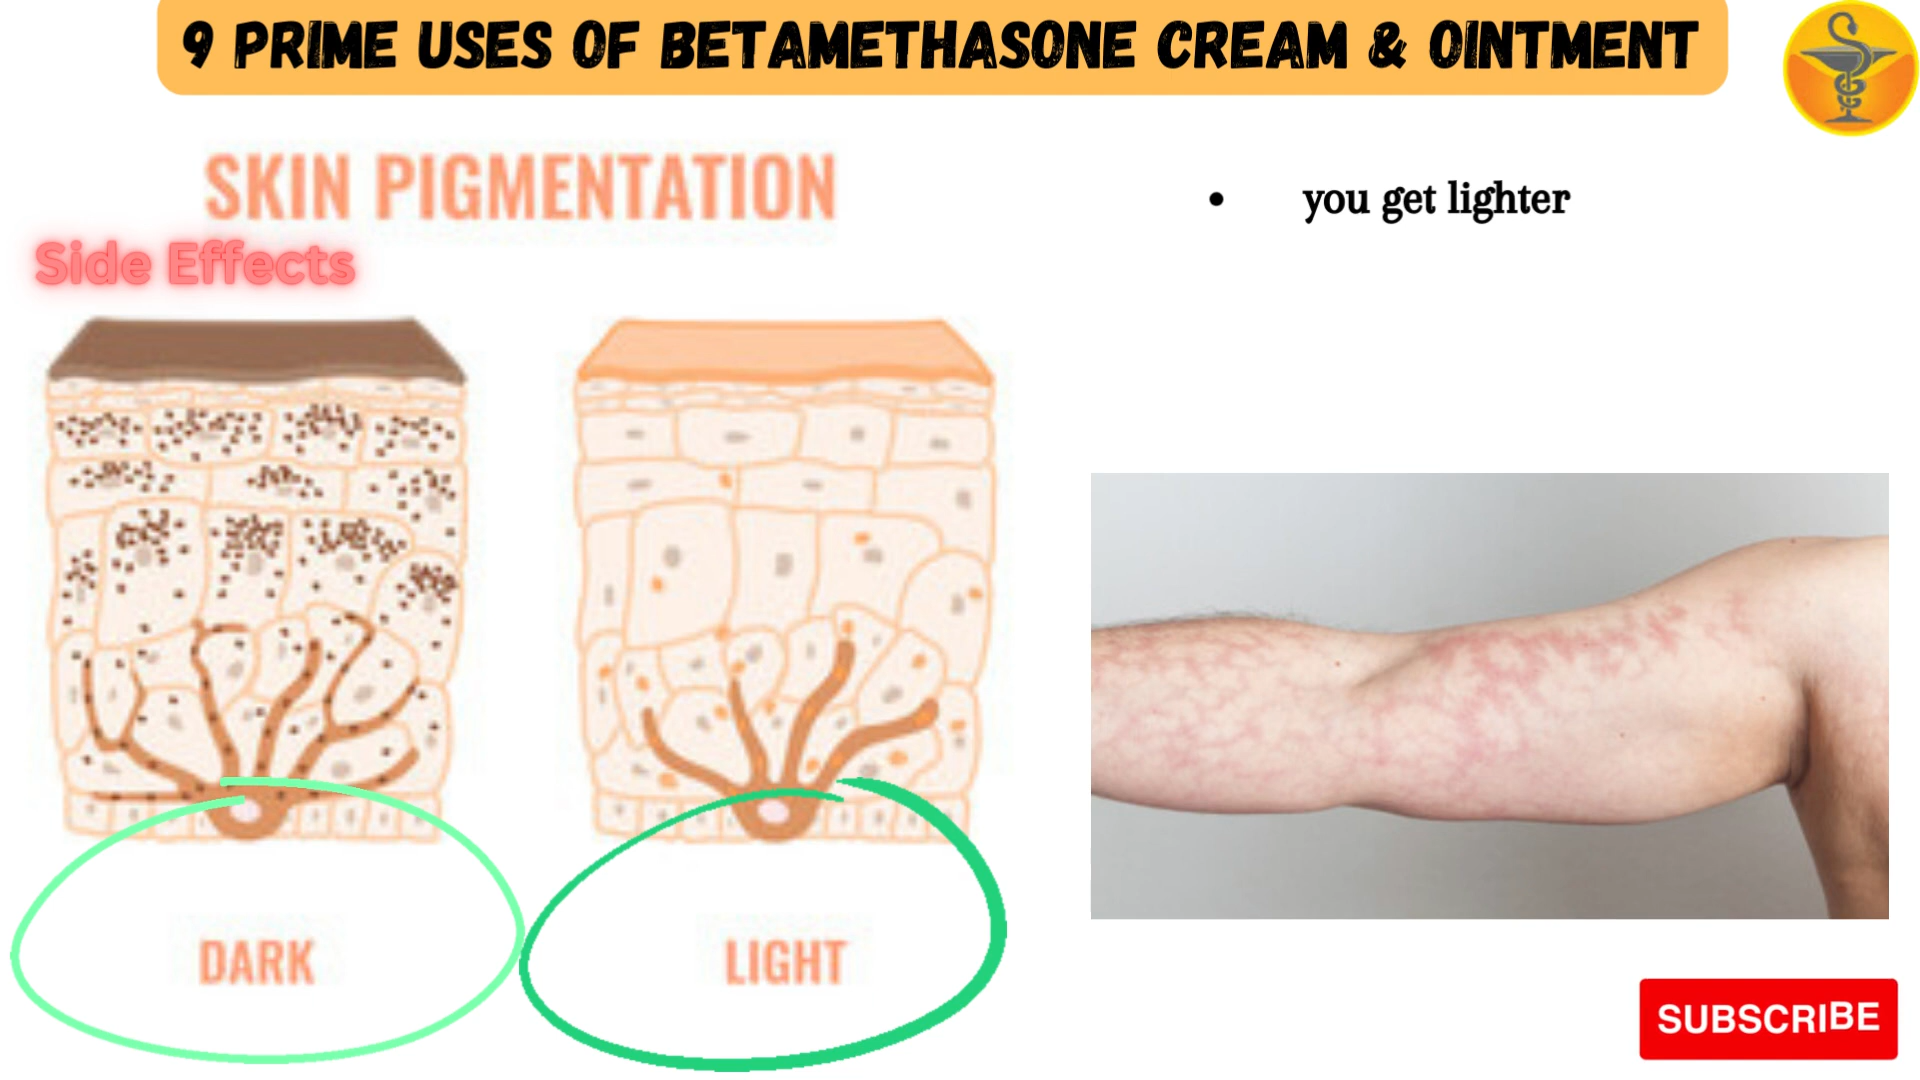 9 PRIME USES OF BETAMETHASONE CREAM & OINTMENT
SKIN PIGMENTATION
Side Effects
• you get lighter
DARK
LIGHT
SUBSCRIBE